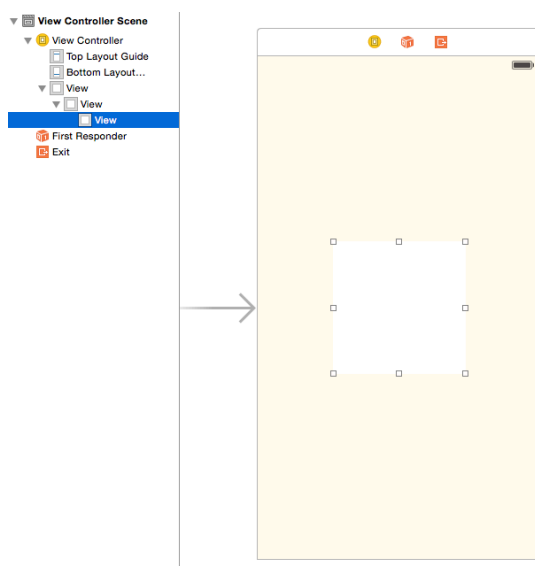 View Controller Scene
View Controller
Top Layout Guide
Bottom Layout...
View
View
View
First Responder
Exit